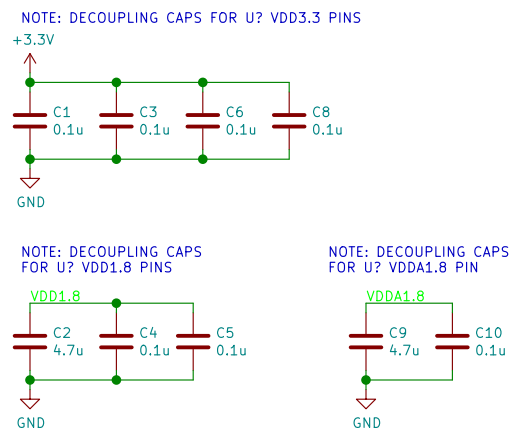 NOTE: DECOUPLING CAPS FOR U? VDD3.3 PINS
+3.3V
C1
0.1u
C3
0.1u
C6
0.1u
C8
0.1u
GND
NOTE: DECOUPLING CAPS
FOR U? VDD1.8 PINS
VDD1.8
C2
4.7u
C4
0.1u
C5
0.1u
GND
NOTE: DECOUPLING CAPS
FOR U? VDDA1.8 PIN
VDDA1.8
C9
4.7u
C10
0.1u
GND